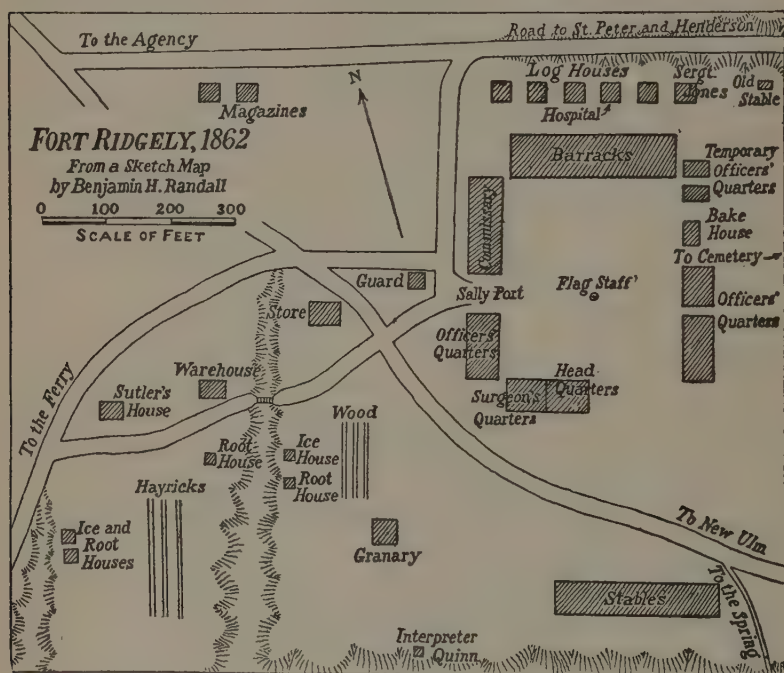 To the Agency
Road to St. Peter and Henderson
Magazines
Log Houses
Hospital
Sergt.
Jones
Old
Stable
FORT RIDGELY, 1862
From a Sketch Map
by Benjamin H. Randall
0 100 200 300
SCALE OF FEET
N
Barracks
Temporary
Officers'
Quarters
Commissary
Bake
House
To Cemetery
Guard
Sally Port
Flag Staff
Officers'
Quarters
Store
Officers'
Quarters
Warehouse
Head
Quarters
Surgeon's
Quarters
Sutler's
House
To the Ferry
Wood
Root
House
Ice
House
Root
House
Hayricks
Ice and
Root
Houses
Granary
To New Ulm
To the Spring
Stables
Interpreter
Quinn